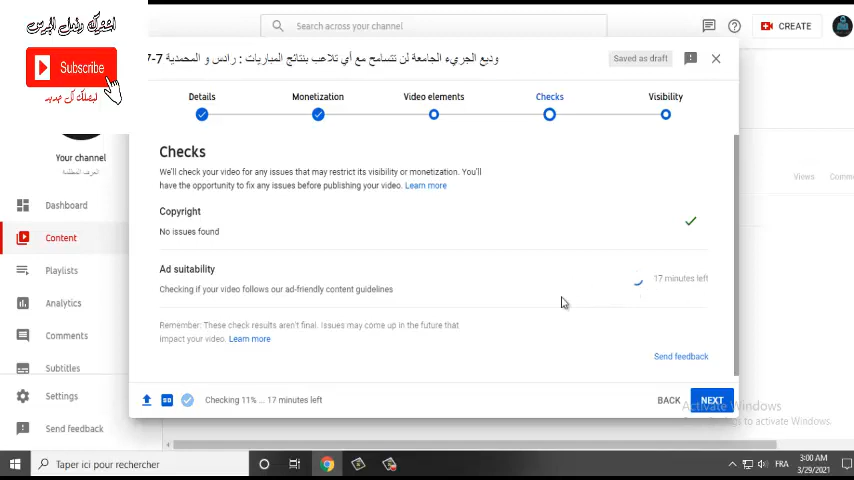 اشترك وفعل الجرس
Subscribe
ليصلك كل جديد
Search across your channel
CREATE
وديع الجريء الجامعة لن تتسامح مع أي تلاعب بنتائج المباريات : رادس و المحمدية 7-7
Saved as draft
Details
Monetization
Video elements
Checks
Visibility
Your channel
Dashboard
Content
Playlists
Analytics
Comments
Subtitles
Settings
Send feedback
Checks
We'll check your video for any issues that may restrict its visibility or monetization. You'll
have the opportunity to fix any issues before publishing your video. Learn more
Copyright
No issues found
Ad suitability
Checking if your video follows our ad-friendly content guidelines
17 minutes left
Remember: These check results aren't final. Issues may come up in the future that
impact your video. Learn more
Send feedback
SD
Checking 11% ... 17 minutes left
BACK
NEXT
Views
Comme
Activate Windows
to activate Windows.
Taper ici pour rechercher
FRA
3:00 AM
3/29/2021